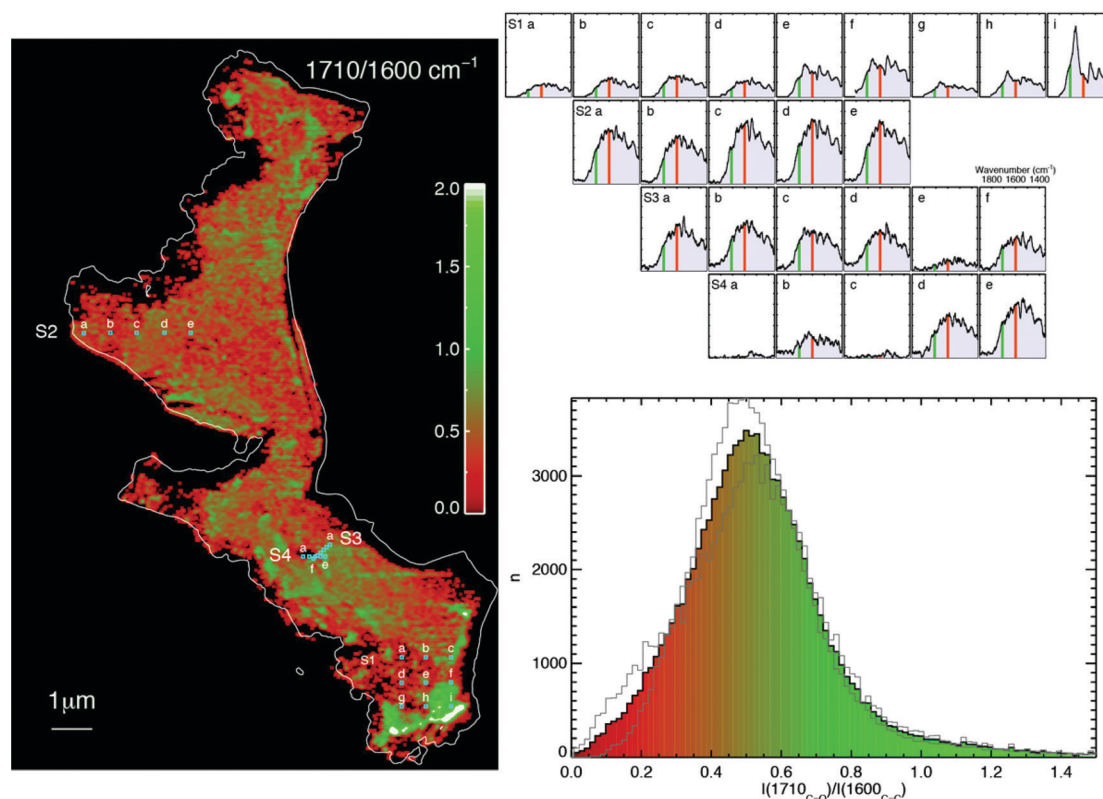 1710/1600 cm⁻¹
2.0
1.5
1.0
0.5
0.0
S2 a b c d e
a S3
S4 a
f e
S1 a b c
d e f
g h i
1μm
S1 a b c d e f g h i
S2 a b c d e
Wavenumber (cm⁻¹)
1800 1600 1400
S3 a b c d e f
S4 a b c d e
n
3000
2000
1000
0
0.0 0.2 0.4 0.6 0.8 1.0 1.2 1.4
I(1710C=O)/I(1600C=C)